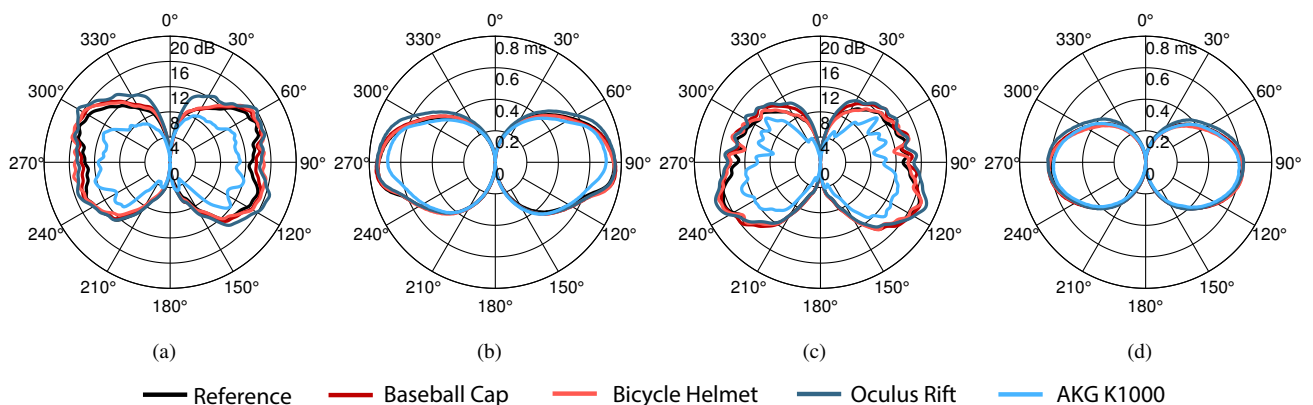 0° 0° 0° 0°
330° 20 dB 30° 330° 0.8 ms 30° 330° 20 dB 30° 330° 0.8 ms 30°
16 0.6 16 0.6
300° 12 60° 300° 0.4 60° 300° 12 60° 300° 0.4 60°
8 0.2 8 0.2
4 4
270° 0 90° 270° 0 90° 270° 0 90° 270° 0 90°
240° 120° 240° 120° 240° 120° 240° 120°
210° 150° 210° 150° 210° 150° 210° 150°
180° 180° 180° 180°
(a) (b) (c) (d)
Reference Baseball Cap Bicycle Helmet Oculus Rift AKG K1000